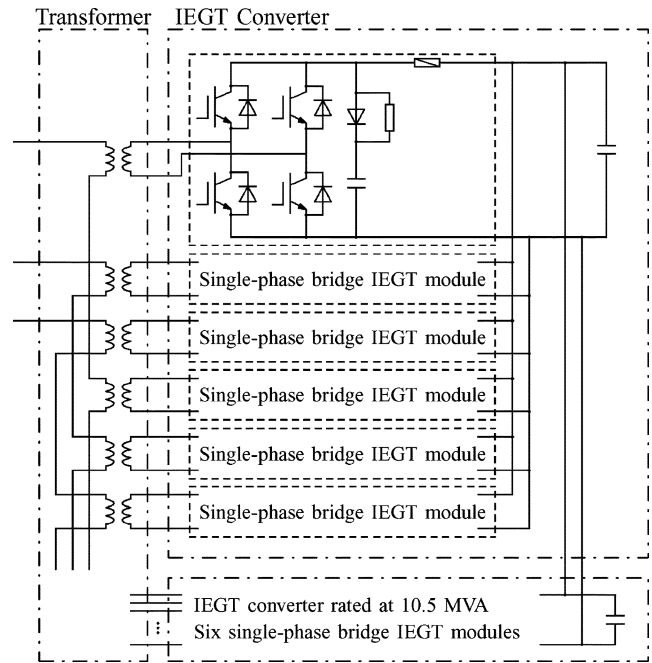 Transformer
IEGT Converter
Single-phase bridge IEGT module
Single-phase bridge IEGT module
Single-phase bridge IEGT module
Single-phase bridge IEGT module
Single-phase bridge IEGT module
IEGT converter rated at 10.5 MVA
Six single-phase bridge IEGT modules